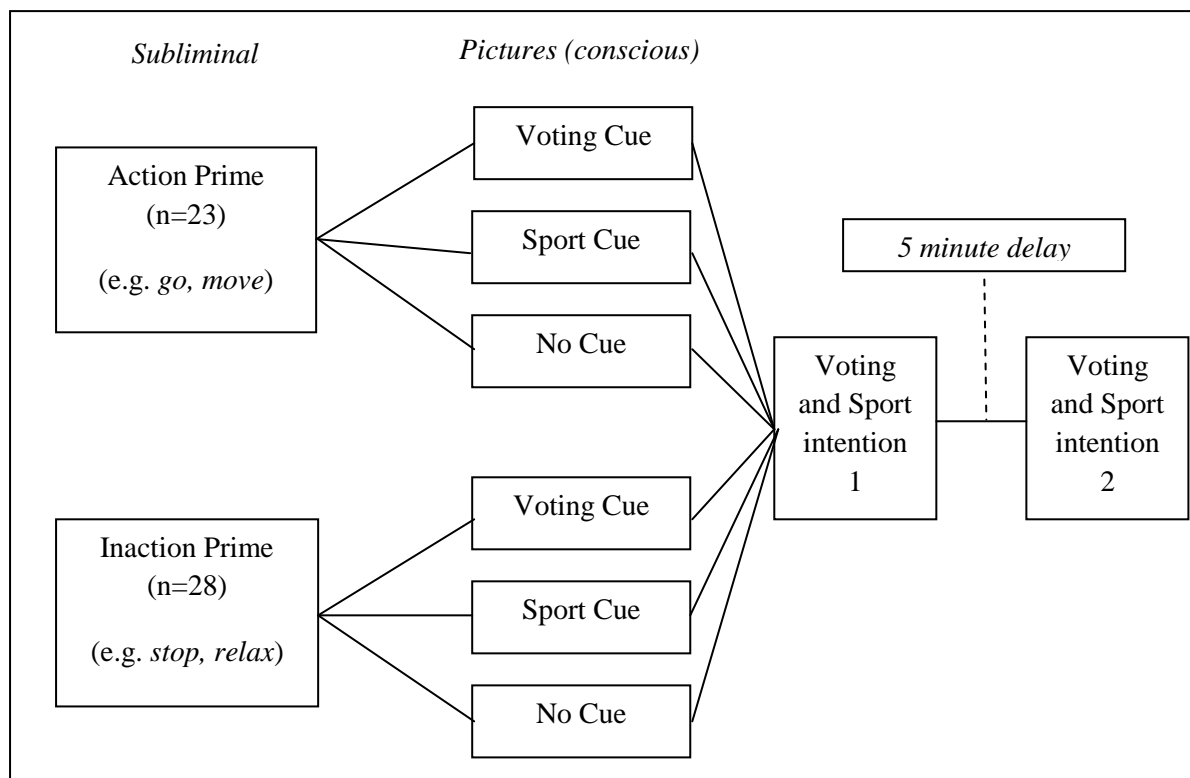 Subliminal
Pictures (conscious)
Action Prime
(n=23)
(e.g. go, move)
Voting Cue
Sport Cue
No Cue
Inaction Prime
(n=28)
(e.g. stop, relax)
Voting Cue
Sport Cue
No Cue
Voting
and Sport
intention
1
5 minute delay
Voting
and Sport
intention
2